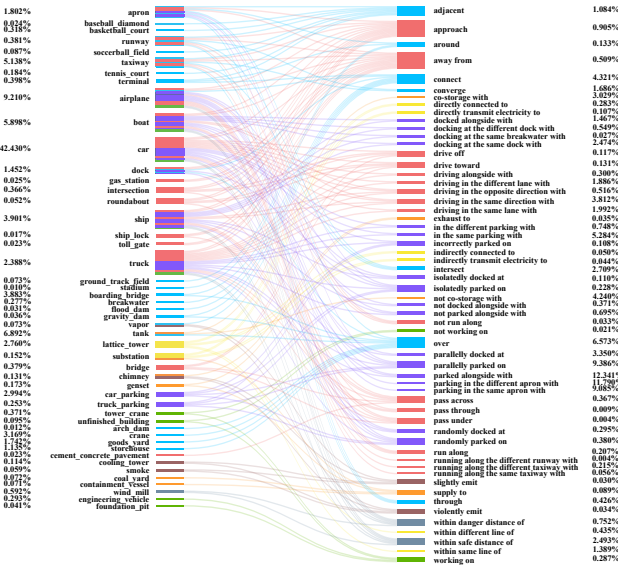 1.802% apron
0.024% baseball_diamond
0.318% basketball_court
0.381% runway
0.087% soccerball_field
5.138% taxiway
0.184% tennis_court
0.398% terminal
9.210% airplane
5.898% boat
42.430% car
1.452% dock
0.025% gas_station
0.366% intersection
0.052% roundabout
3.901% ship
0.017% ship_lock
0.023% toll_gate
2.388% truck
0.073% ground_track_field
0.010% stadium
3.883% boarding_bridge
0.277% breakwater
0.031% flood_dam
0.036% gravity_dam
0.073% vapor
6.892% tank
2.760% lattice_tower
0.152% substation
0.379% bridge
0.131% chimney
0.173% genset
2.994% car_parking
0.253% truck_parking
0.371% tower_crane
0.095% unfinished_building
0.012% arch_dam
3.169% crane
1.742% goods_yard
1.135% storehouse
0.023% cement_concrete_pavement
0.114% cooling_tower
0.059% smoke
0.072% coal_yard
0.071% containment_vessel
0.592% wind_mill
0.293% engineering_vehicle
0.041% foundation_pit
adjacent 1.084%
approach 0.905%
around 0.133%
away from 0.509%
connect 4.321%
converge 1.686%
co-storage with 3.029%
directly connected to 0.283%
directly transmit electricity to 0.107%
docked alongside with 1.467%
docking at the different dock with 0.549%
docking at the same breakwater with 0.027%
docking at the same dock with 2.474%
drive off 0.117%
drive toward 0.131%
driving alongside with 0.300%
driving in the different lane with 1.886%
driving in the opposite direction with 0.516%
driving in the same direction with 3.812%
driving in the same lane with 1.992%
exhaust to 0.035%
in the different parking with 0.748%
in the same parking with 5.284%
incorrectly parked on 0.108%
indirectly connected to 0.050%
indirectly transmit electricity to 0.044%
intersect 2.709%
isolatedly docked at 0.110%
isolatedly parked on 0.228%
not co-storage with 4.240%
not docked alongside with 0.371%
not parked alongside with 0.695%
not run along 0.033%
not working on 0.021%
over 6.573%
parallelly docked at 3.350%
parallelly parked on 9.386%
parked alongside with 12.341%
parking in the different apron with 11.790%
parking in the same apron with 9.085%
pass across 0.367%
pass through 0.009%
pass under 0.004%
randomly docked at 0.295%
randomly parked on 0.380%
run along 0.207%
running along the different runway with 0.004%
running along the different taxiway with 0.215%
running along the same taxiway with 0.056%
slightly emit 0.030%
supply to 0.089%
through 0.426%
violently emit 0.034%
within danger distance of 0.752%
within different line of 0.435%
within safe distance of 2.493%
within same line of 1.389%
working on 0.287%